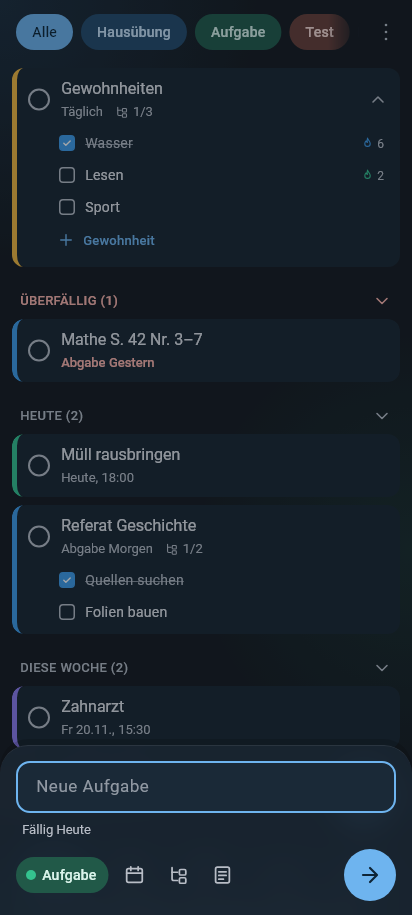 Alle Hausübung Aufgabe Test
Gewohnheiten
Täglich 1/3
Wasser 6
Lesen 2
Sport
+ Gewohnheit
ÜBERFÄLLIG (1)
Mathe S. 42 Nr. 3–7
Abgabe Gestern
HEUTE (2)
Müll rausbringen
Heute, 18:00
Referat Geschichte
Abgabe Morgen 1/2
Quellen suchen
Folien bauen
DIESE WOCHE (2)
Zahnarzt
Fr 20.11., 15:30
Neue Aufgabe
Fällig Heute
Aufgabe